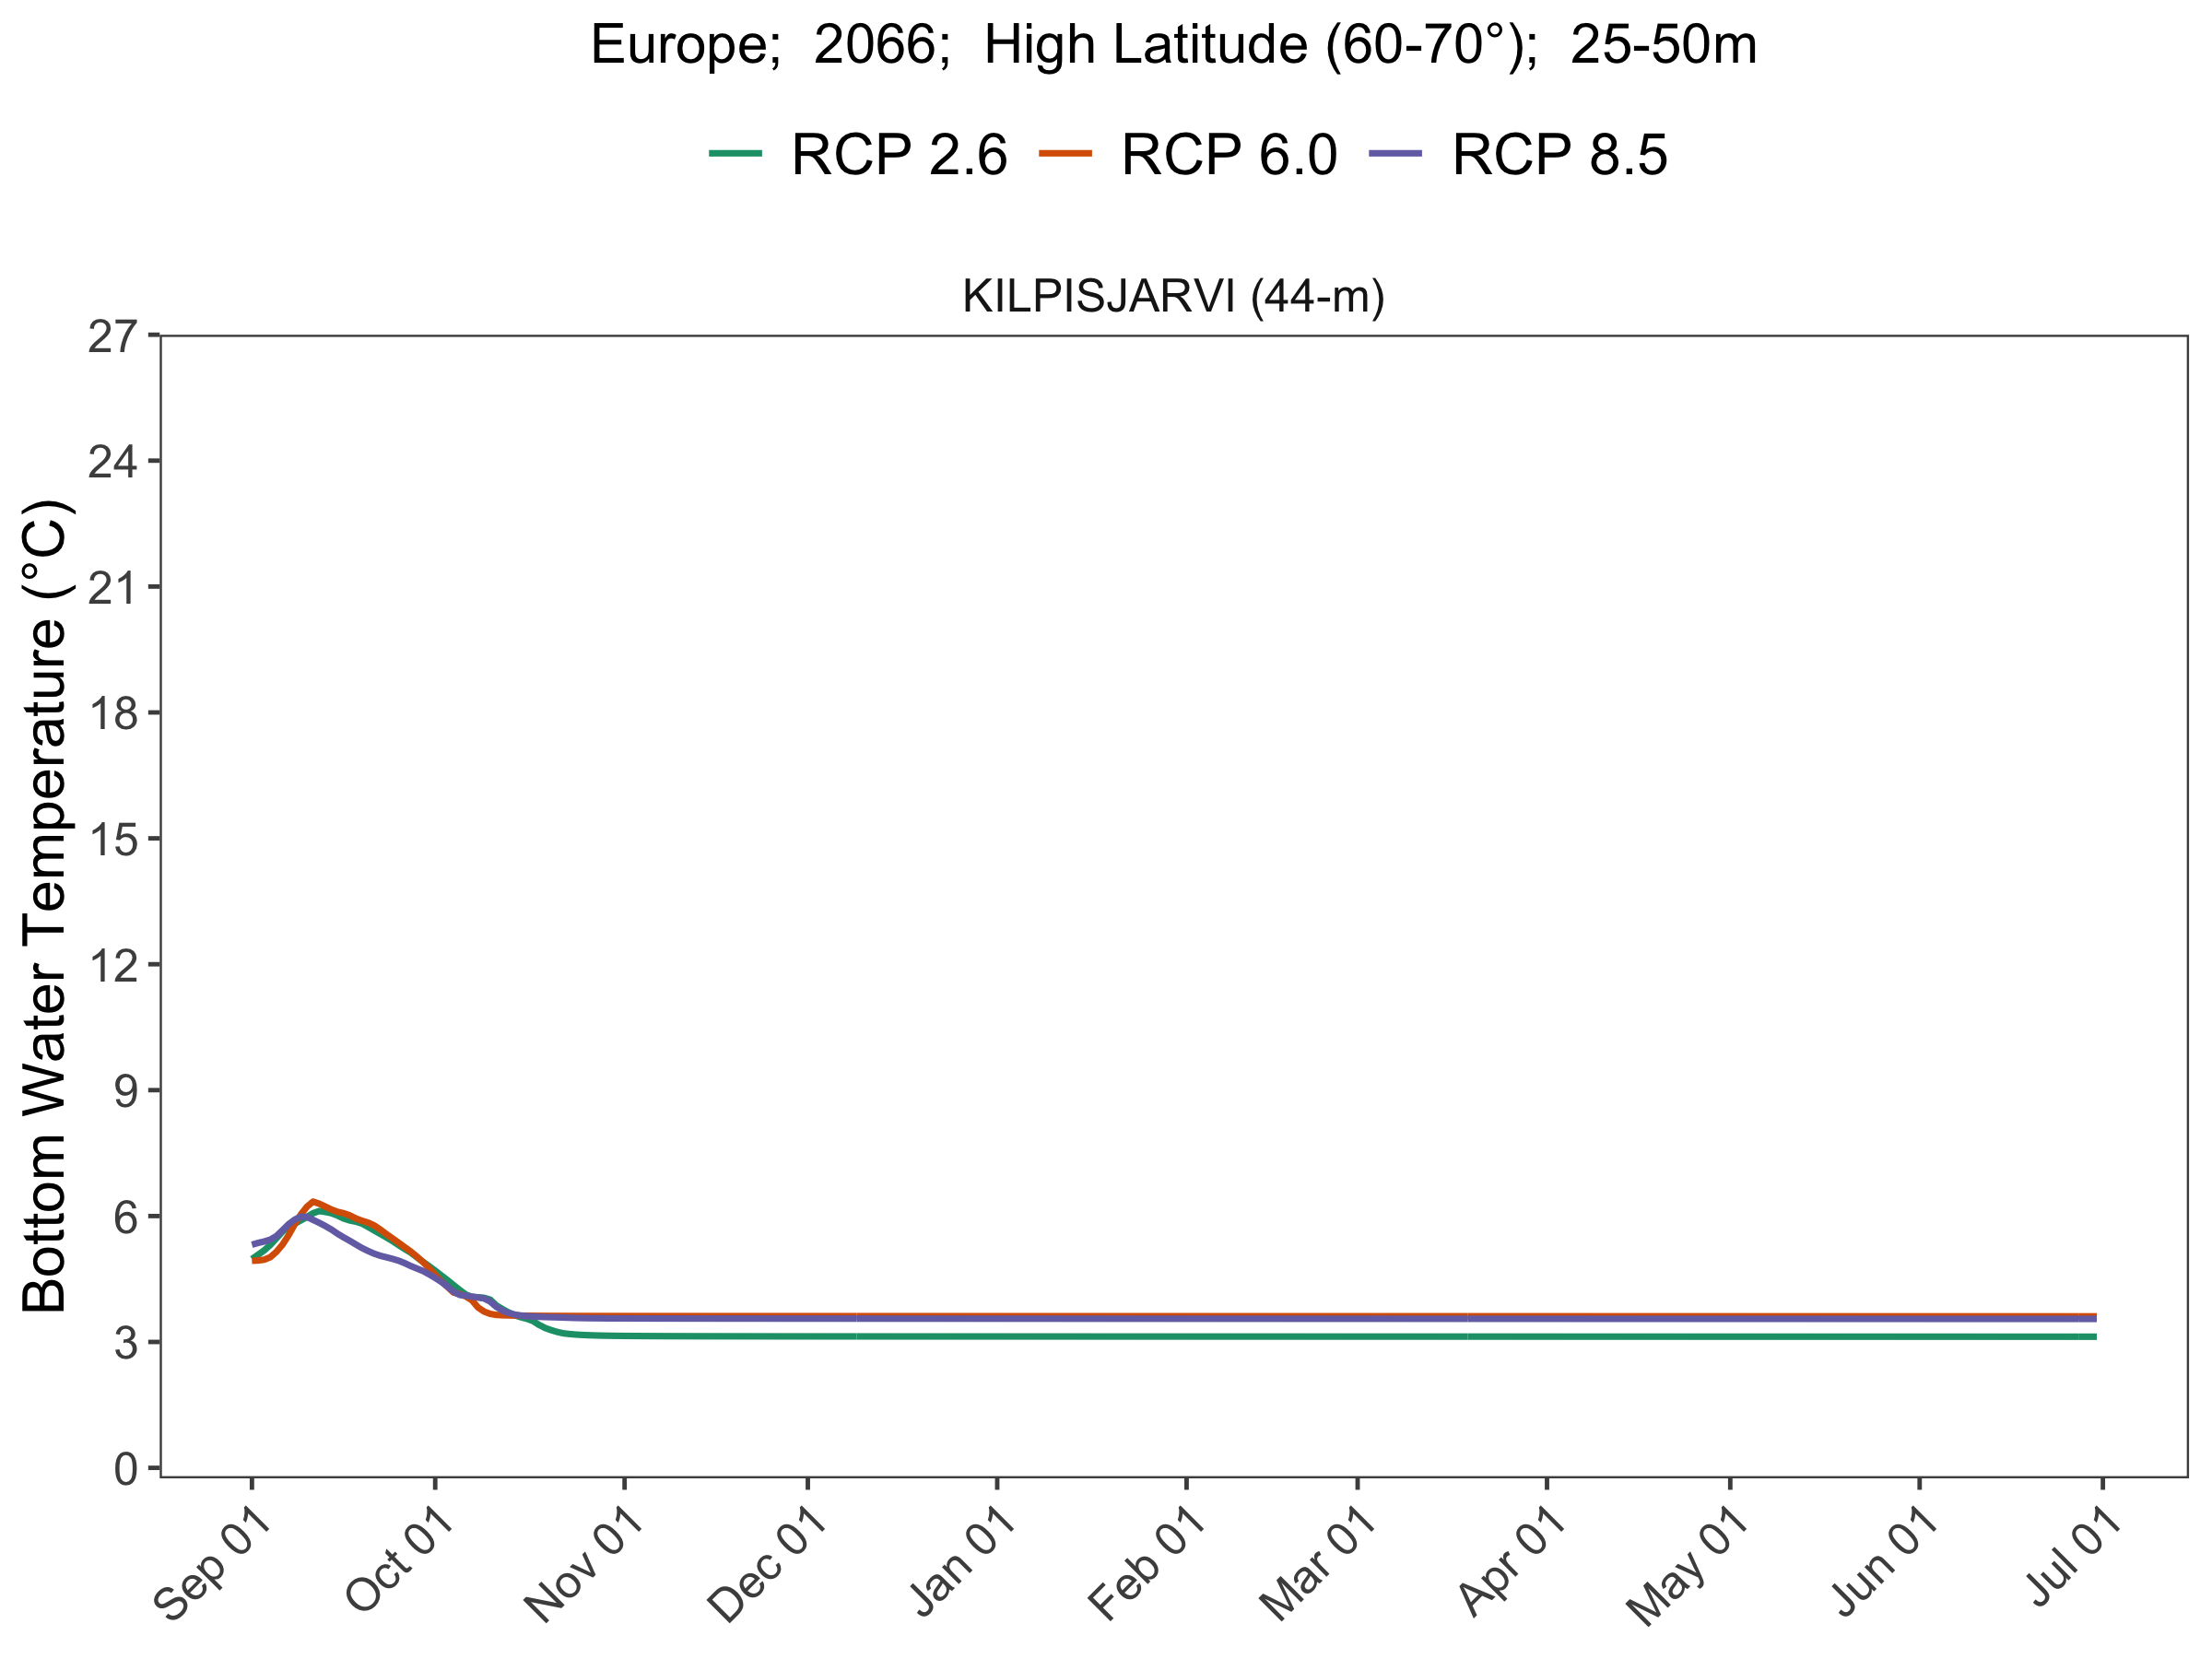 Europe;  2066;  High Latitude (60-70°);  25-50m
RCP 2.6 RCP 6.0 RCP 8.5
KILPISJARVI (44-m)
Bottom Water Temperature (°C)
27
24
21
18
15
12
9
6
3
0
Sep 01 Oct 01 Nov 01 Dec 01 Jan 01 Feb 01 Mar 01 Apr 01 May 01 Jun 01 Jul 01